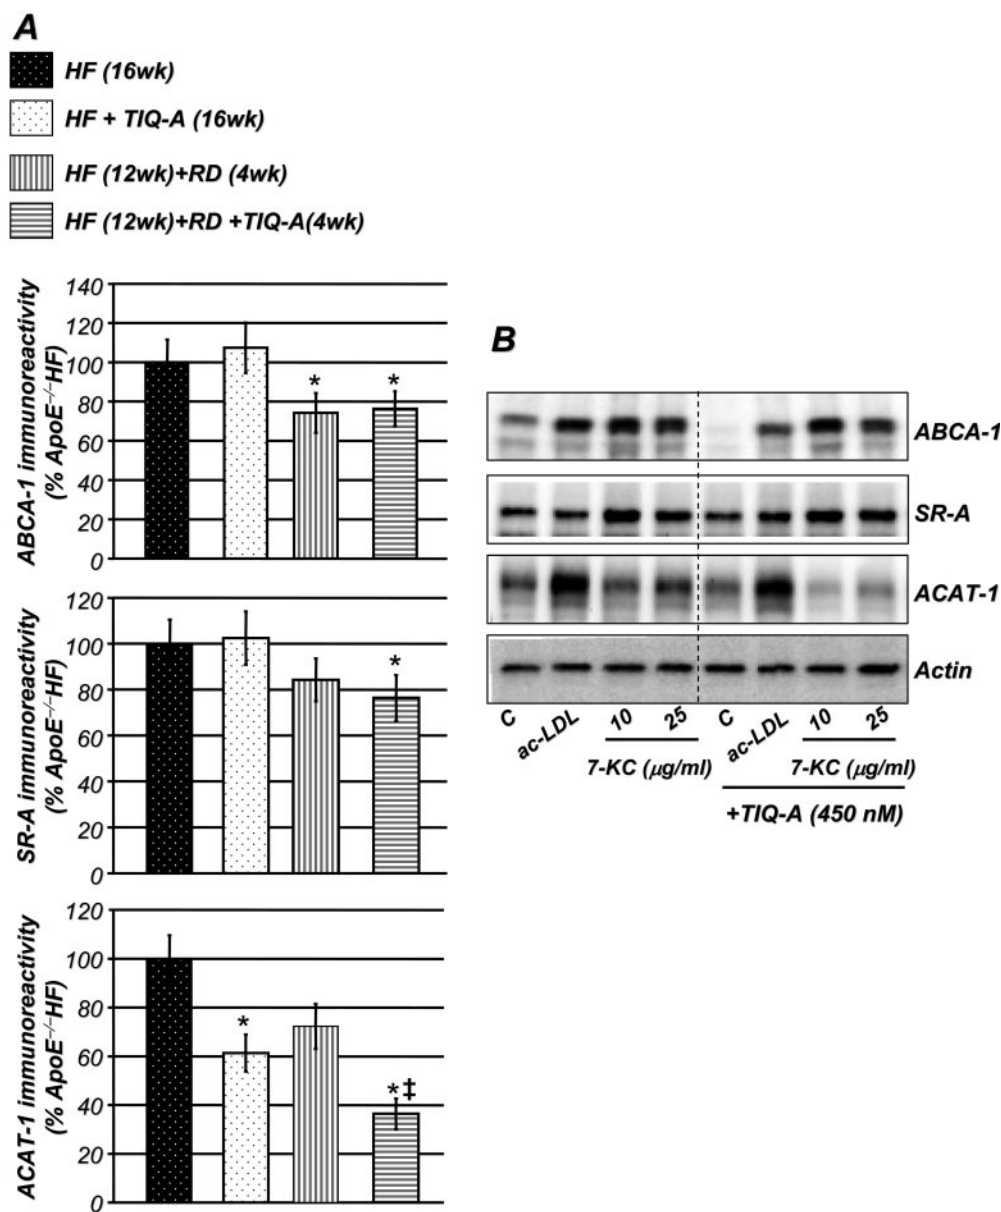 A
HF (16wk)
HF + TIQ-A (16wk)
HF (12wk)+RD (4wk)
HF (12wk)+RD +TIQ-A(4wk)
ABCA-1 immunoreactivity
(% ApoE⁻/⁻HF)
140
120
100
80
60
40
20
0
*
*
SR-A immunoreactivity
(% ApoE⁻/⁻HF)
120
100
80
60
40
20
0
*
ACAT-1 immunoreactivity
(% ApoE⁻/⁻HF)
120
100
80
60
40
20
0
*
*‡
B
ABCA-1
SR-A
ACAT-1
Actin
C ac-LDL 10 25 C ac-LDL 10 25
7-KC (μg/ml) 7-KC (μg/ml)
+TIQ-A (450 nM)